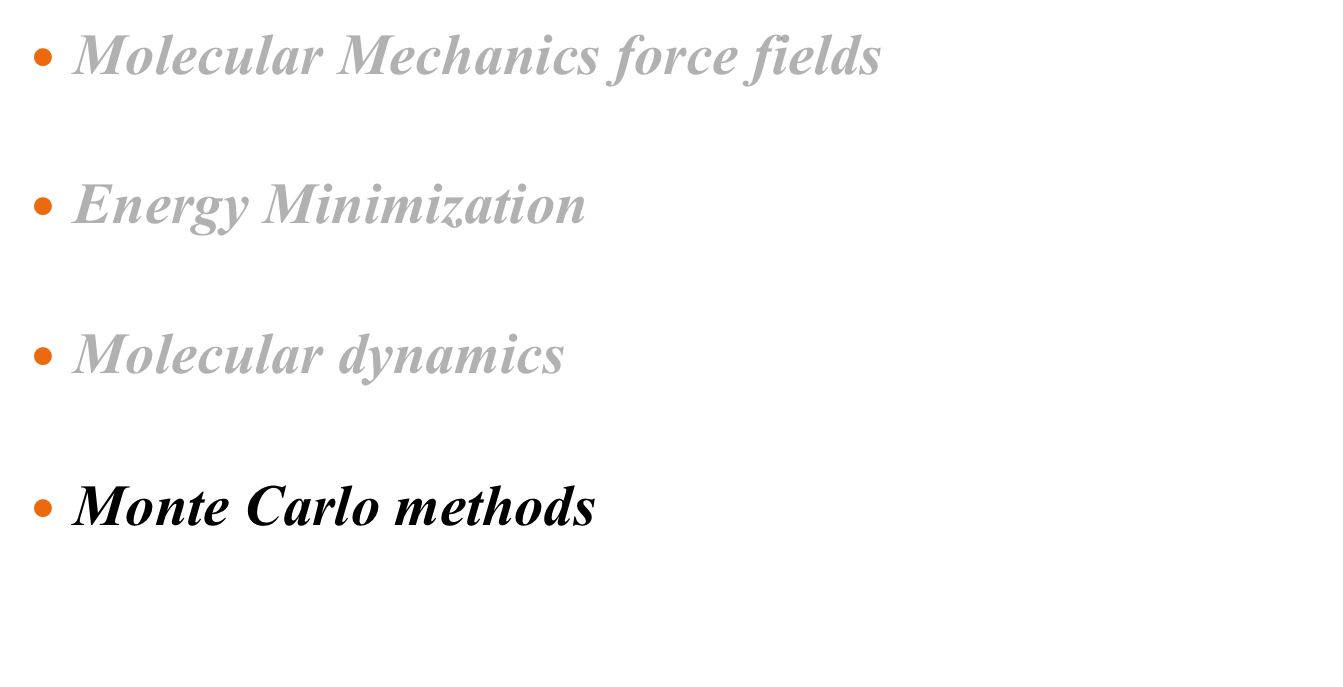 • Molecular Mechanics force fields
• Energy Minimization
• Molecular dynamics
• Monte Carlo methods